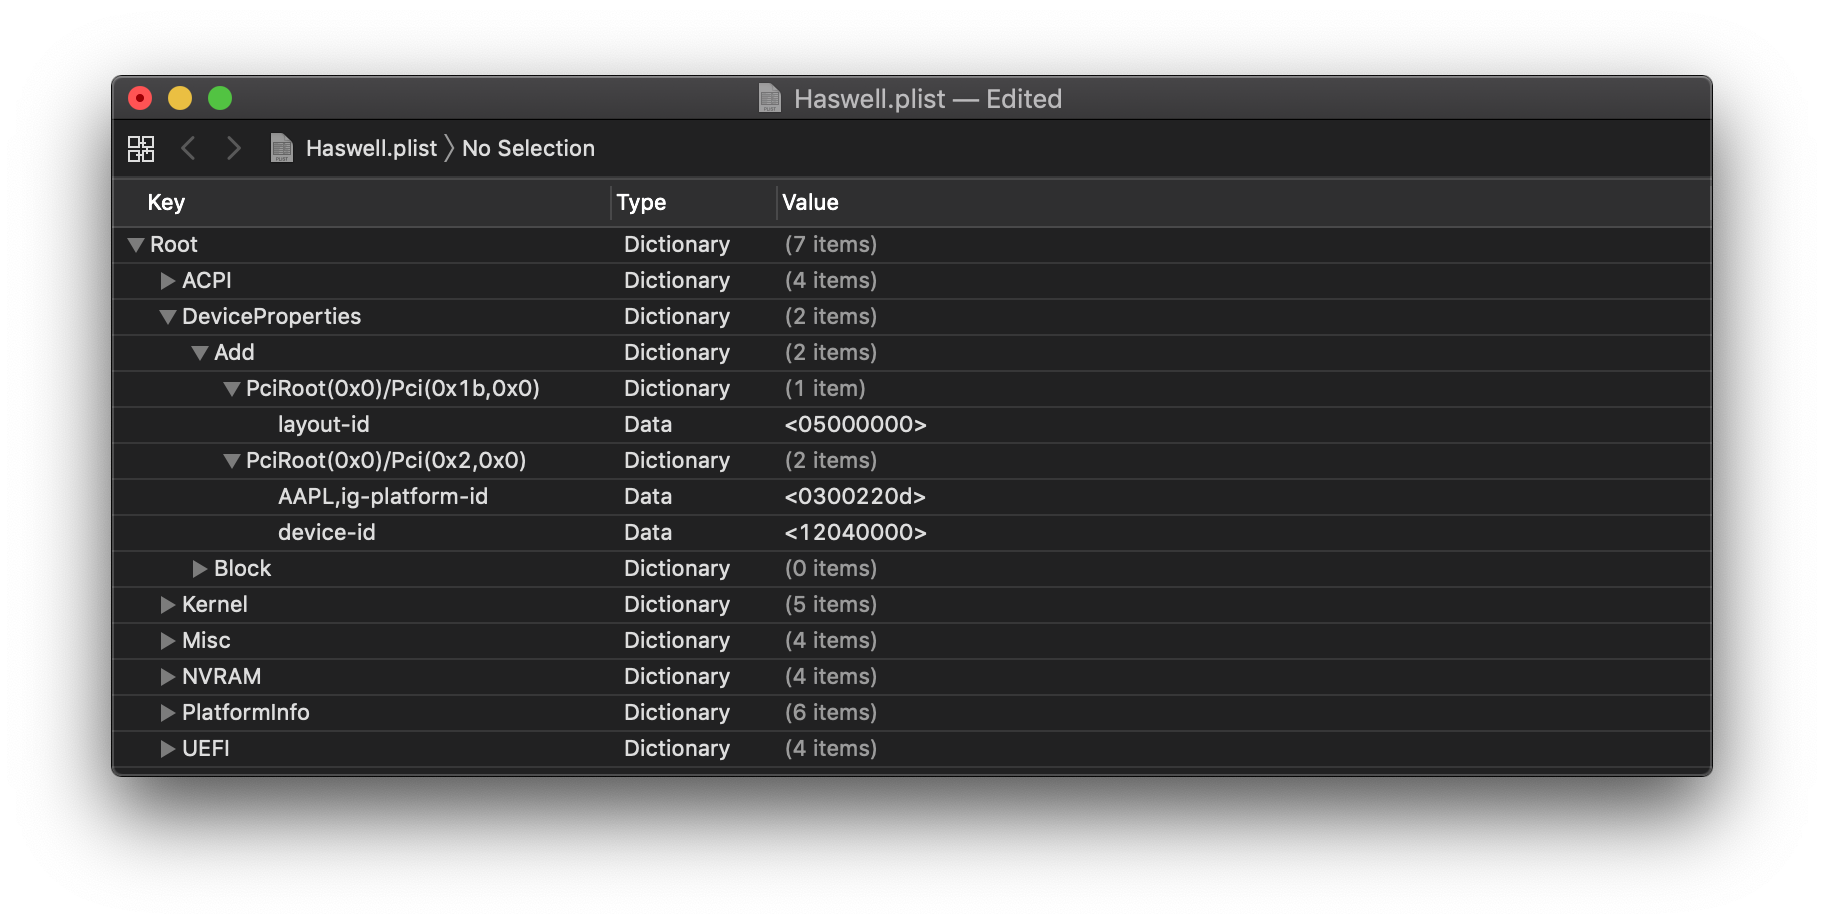 Haswell.plist — Edited
Haswell.plist 〉 No Selection
Key Type Value
Root Dictionary (7 items)
ACPI Dictionary (4 items)
DeviceProperties Dictionary (2 items)
Add Dictionary (2 items)
PciRoot(0x0)/Pci(0x1b,0x0) Dictionary (1 item)
layout-id Data <05000000>
PciRoot(0x0)/Pci(0x2,0x0) Dictionary (2 items)
AAPL,ig-platform-id Data <0300220d>
device-id Data <12040000>
Block Dictionary (0 items)
Kernel Dictionary (5 items)
Misc Dictionary (4 items)
NVRAM Dictionary (4 items)
PlatformInfo Dictionary (6 items)
UEFI Dictionary (4 items)